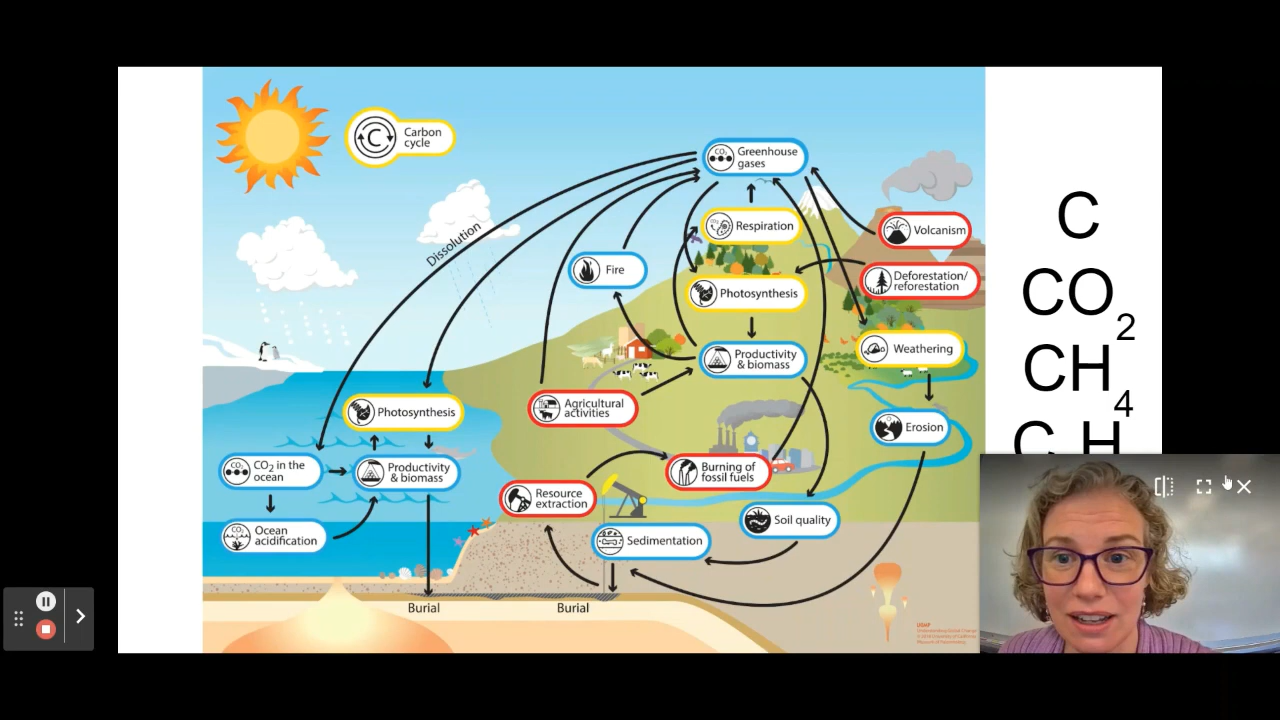 Carbon
cycle
CO₂
Greenhouse
gases
Respiration
Volcanism
Dissolution
Fire
Deforestation/
reforestation
Photosynthesis
Weathering
Productivity
& biomass
Agricultural
activities
Photosynthesis
Erosion
CO₂ in the
ocean
Productivity
& biomass
Burning of
fossil fuels
Resource
extraction
Soil quality
Ocean
acidification
Sedimentation
Burial
Burial
C
CO₂
CH₄